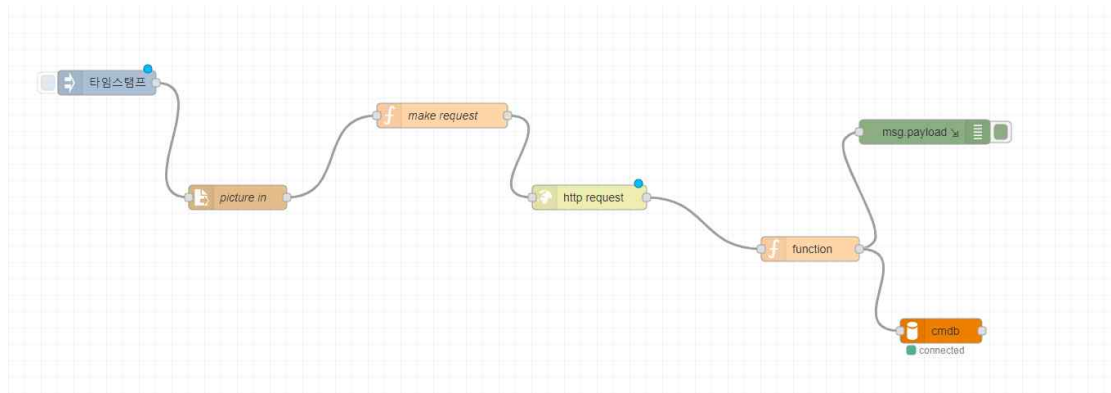 타임스탬프
make request
msg.payload
picture in
http request
function
cmdb
connected